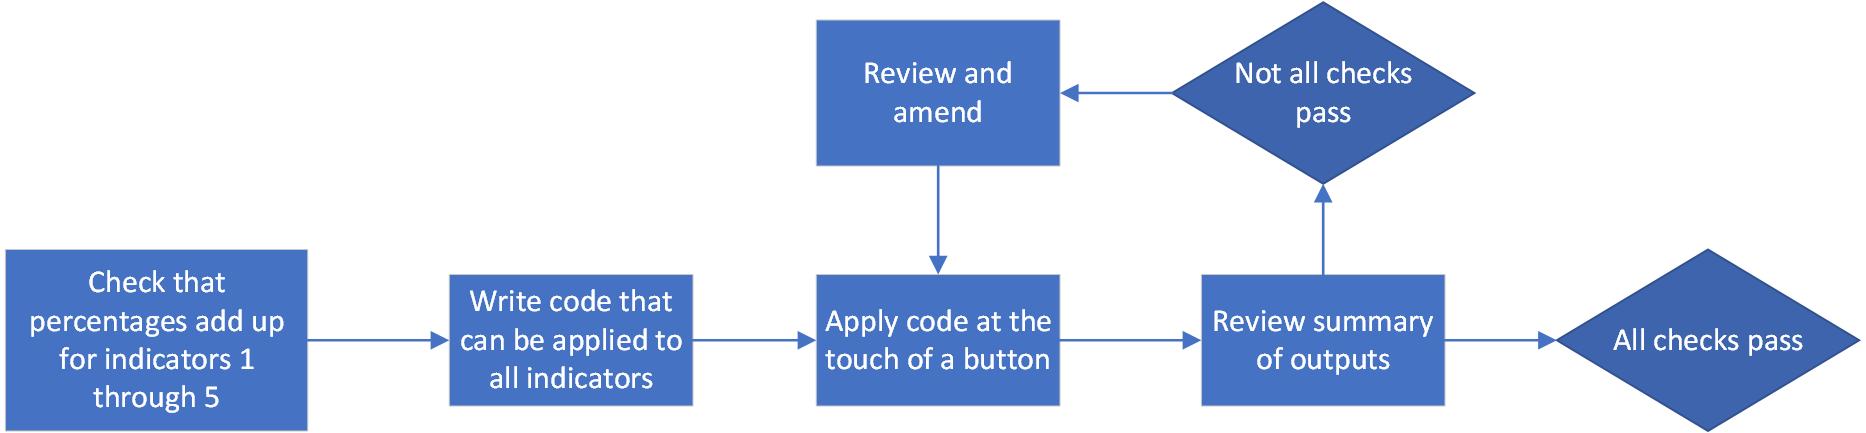 Review and
amend
Not all checks
pass
Check that
percentages add up
for indicators 1
through 5
Write code that
can be applied to
all indicators
Apply code at the
touch of a button
Review summary
of outputs
All checks pass